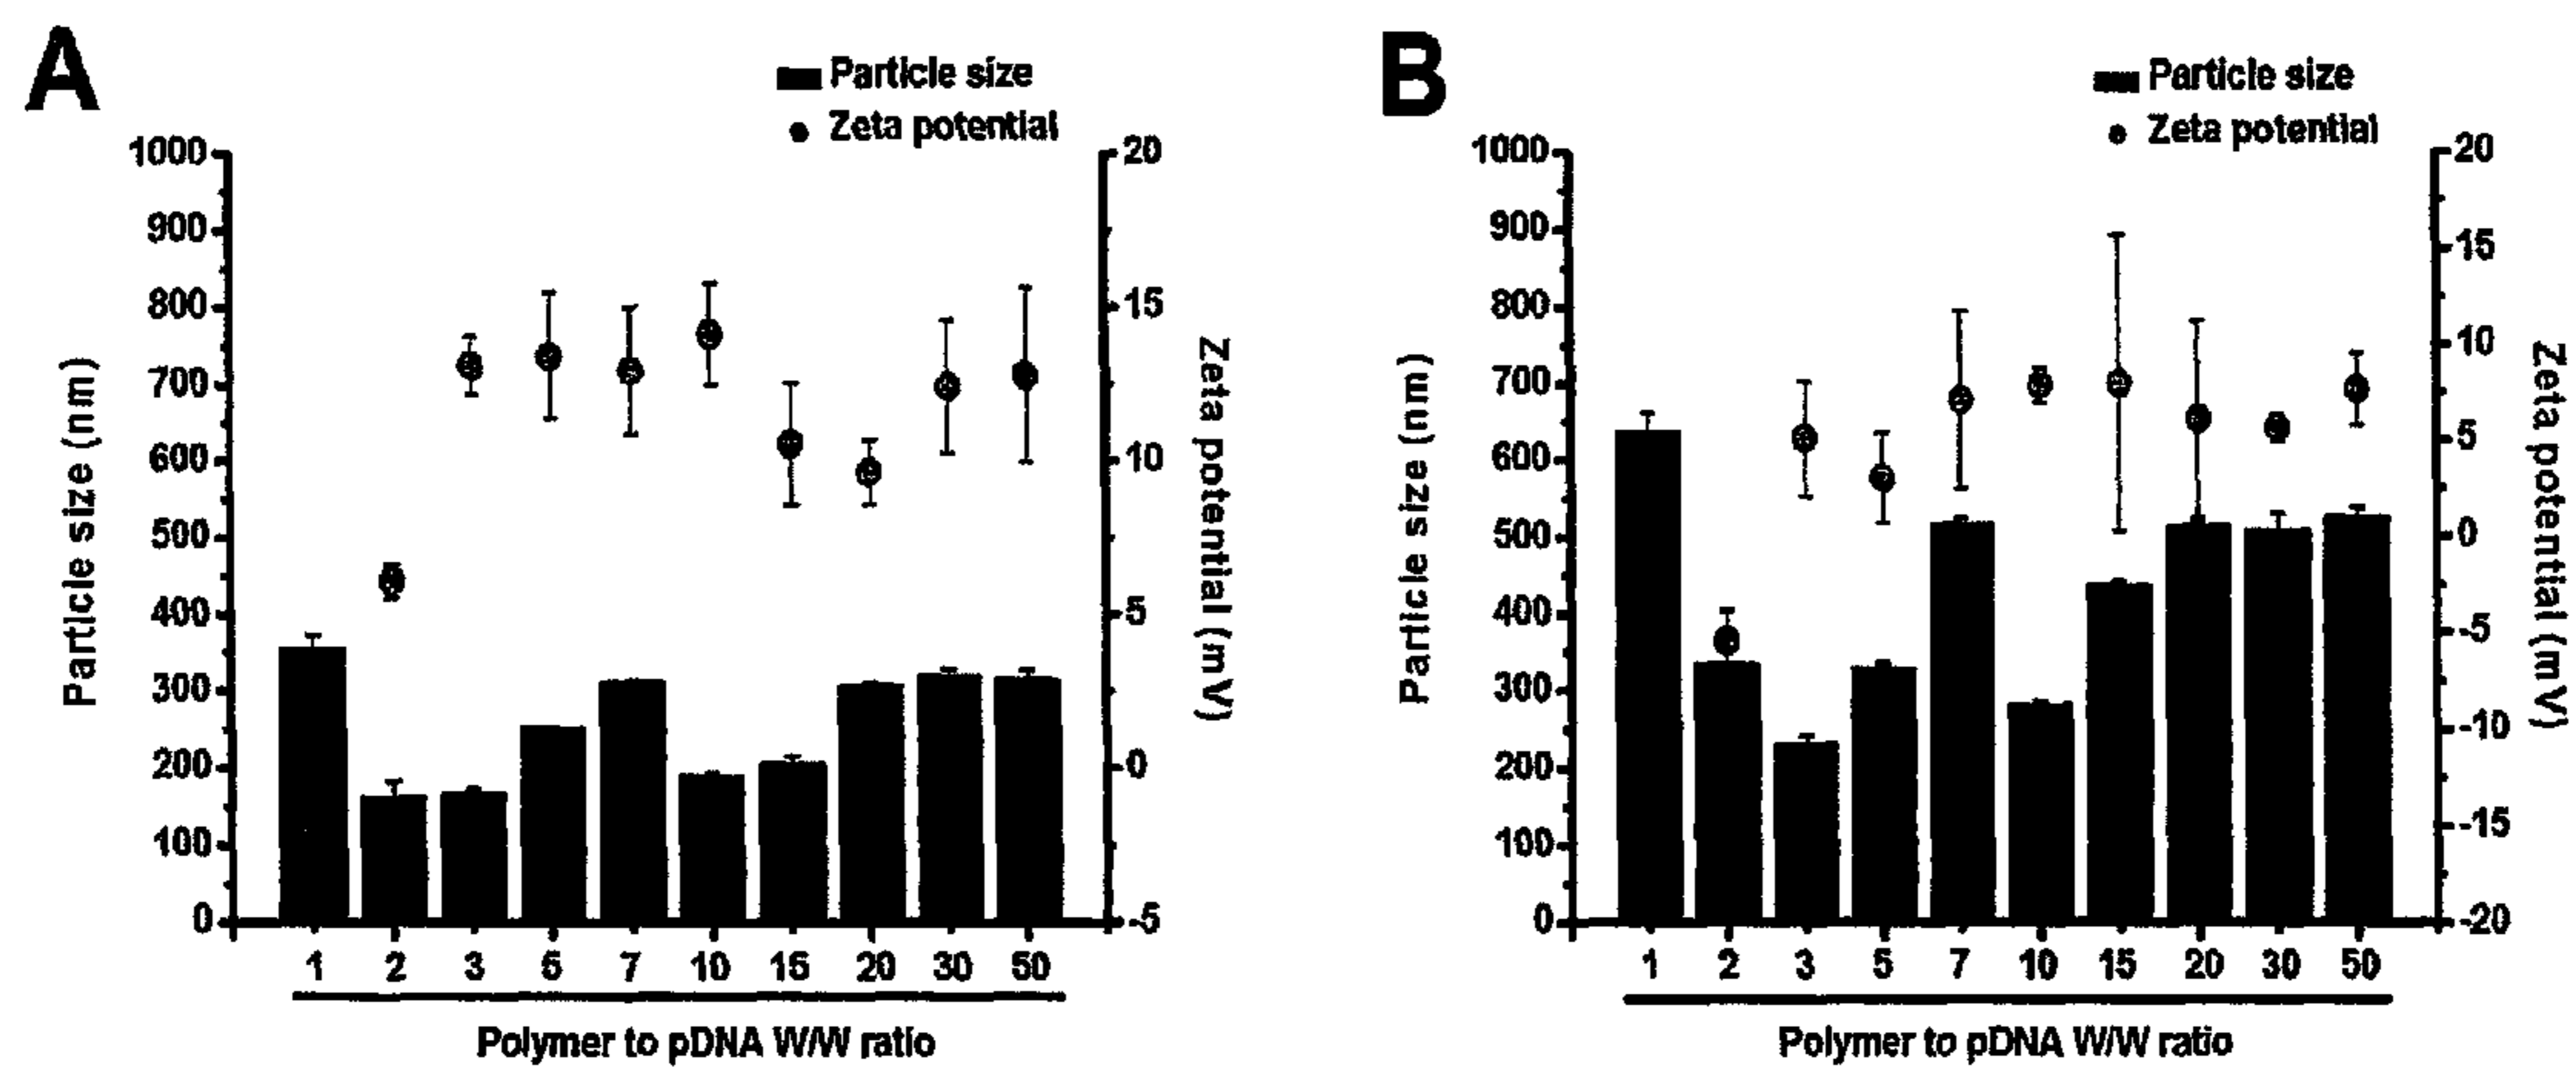 A
Particle size
Zeta potential
1000
900
800
700
600
500
400
300
200
100
0
Particle size (nm)
20
15
10
5
0
-5
Zeta potential (mV)
1 2 3 5 7 10 15 20 30 50
Polymer to pDNA W/W ratio
B
Particle size
Zeta potential
1000
900
800
700
600
500
400
300
200
100
0
Particle size (nm)
20
15
10
5
0
-5
-10
-15
-20
Zeta potential (mV)
1 2 3 5 7 10 15 20 30 50
Polymer to pDNA W/W ratio